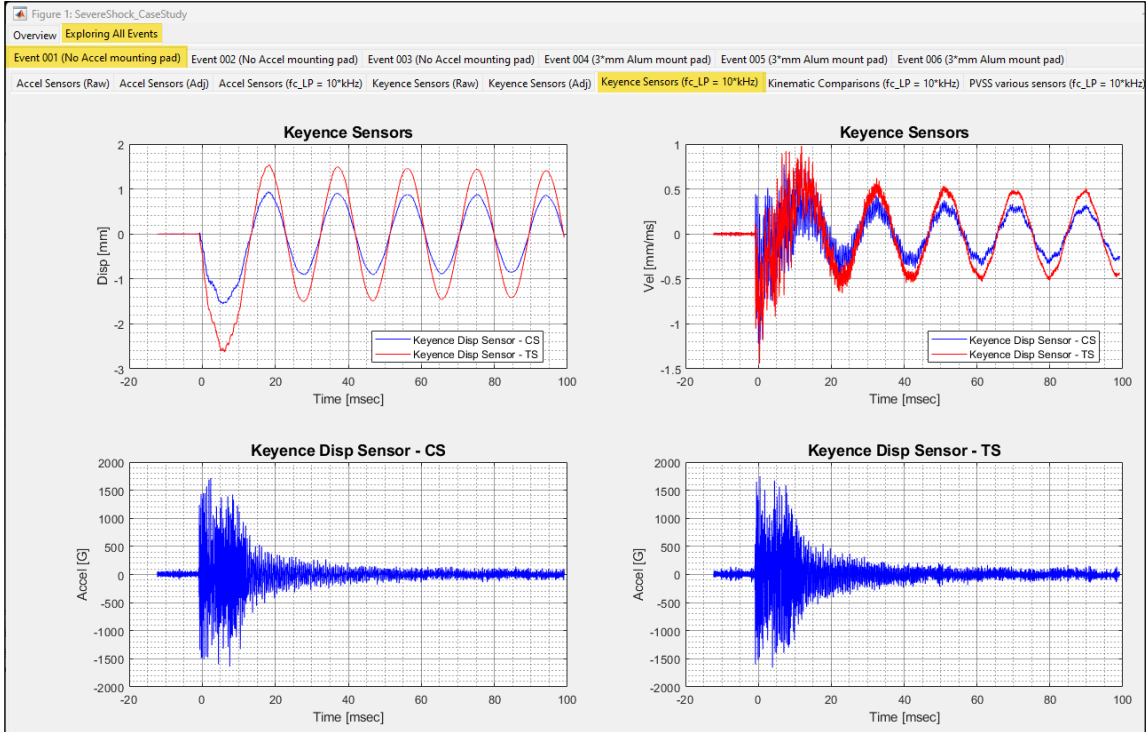 Figure 1: SevereShock_CaseStudy
Overview Exploring All Events
Event 001 (No Accel mounting pad) Event 002 (No Accel mounting pad) Event 003 (No Accel mounting pad) Event 004 (3*mm Alum mount pad) Event 005 (3*mm Alum mount pad) Event 006 (3*mm Alum mount pad)
Accel Sensors (Raw) Accel Sensors (Adj) Accel Sensors (fc_LP = 10*kHz) Keyence Sensors (Raw) Keyence Sensors (Adj) Keyence Sensors (fc_LP = 10*kHz) Kinematic Comparisons (fc_LP = 10*kHz) PVSS various sensors (fc_LP = 10*kHz)
Keyence Sensors
2
1
0
-1
-2
-3
Disp [mm]
Keyence Disp Sensor - CS
Keyence Disp Sensor - TS
-20 0 20 40 60 80 100
Time [msec]
Keyence Sensors
1
0.5
0
-0.5
-1
-1.5
Vel [mm/ms]
Keyence Disp Sensor - CS
Keyence Disp Sensor - TS
-20 0 20 40 60 80 100
Time [msec]
Keyence Disp Sensor - CS
2000
1500
1000
500
0
-500
-1000
-1500
-2000
Accel [G]
-20 0 20 40 60 80 100
Time [msec]
Keyence Disp Sensor - TS
2000
1500
1000
500
0
-500
-1000
-1500
-2000
Accel [G]
-20 0 20 40 60 80 100
Time [msec]